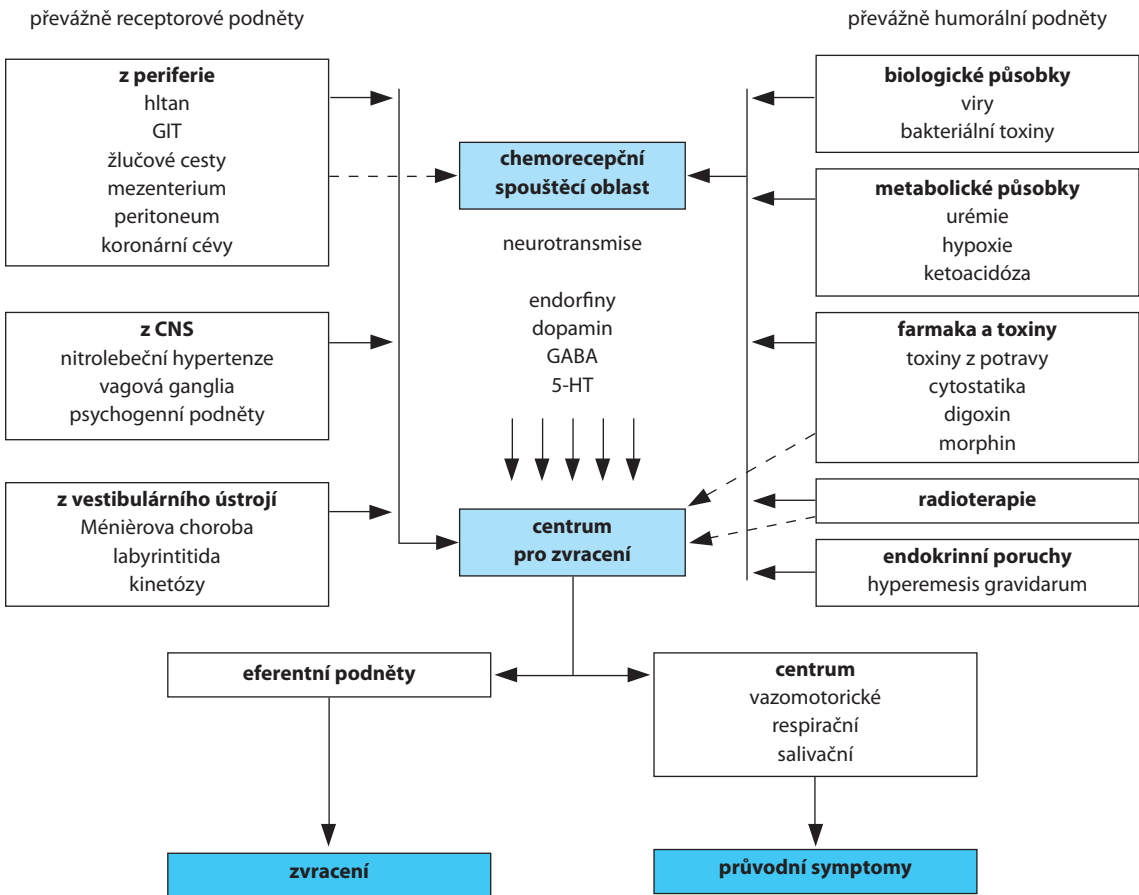 převážně receptorové podněty
převážně humorální podněty
z periferie
hltan
GIT
žlučové cesty
mezenterium
peritoneum
koronární cévy
z CNS
nitrolebeční hypertenze
vagová ganglia
psychogenní podněty
z vestibulárního ústrojí
Ménièrova choroba
labyrintitida
kinetózy
chemorecepční
spouštěcí oblast
neurotransmise
endorfiny
dopamin
GABA
5-HT
centrum
pro zvracení
biologické působky
viry
bakteriální toxiny
metabolické působky
urémie
hypoxie
ketoacidóza
farmaka a toxiny
toxiny z potravy
cytostatika
digoxin
morphin
radioterapie
endokrinní poruchy
hyperemesis gravidarum
eferentní podněty
centrum
vazomotorické
respirační
salivační
zvracení
průvodní symptomy